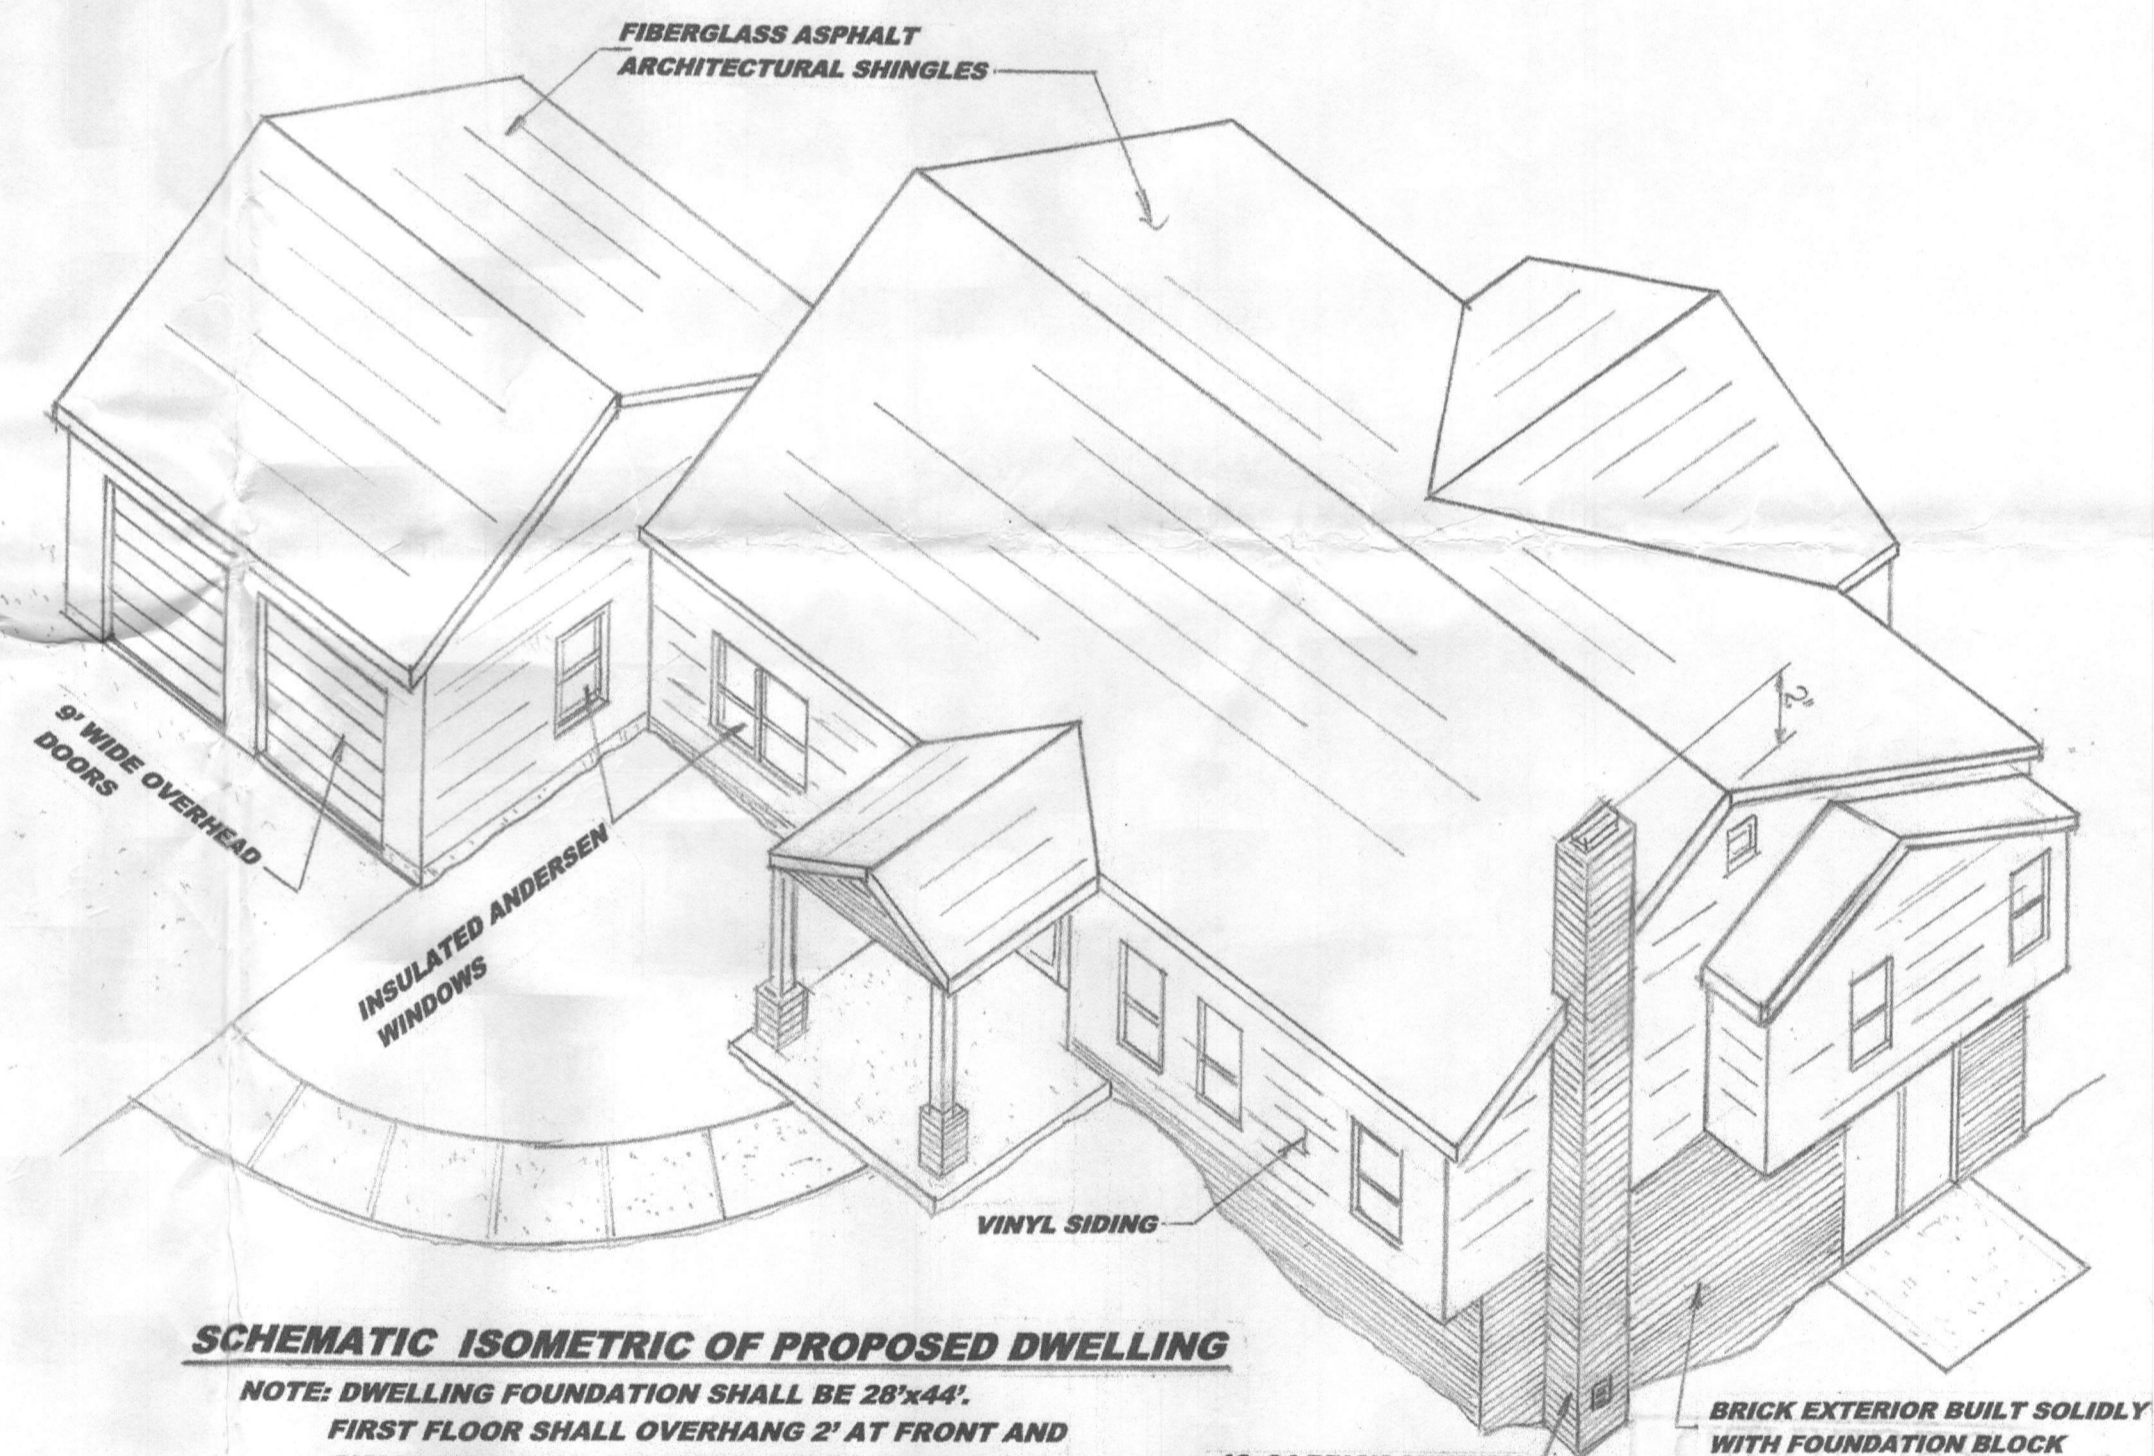 FIBERGLASS ASPHALT
ARCHITECTURAL SHINGLES
2"
9' WIDE OVERHEAD
DOORS
INSULATED ANDERSEN
WINDOWS
VINYL SIDING
SCHEMATIC ISOMETRIC OF PROPOSED DWELLING
NOTE: DWELLING FOUNDATION SHALL BE 28'x44'.
FIRST FLOOR SHALL OVERHANG 2' AT FRONT AND
BRICK EXTERIOR BUILT SOLIDLY
WITH FOUNDATION BLOCK